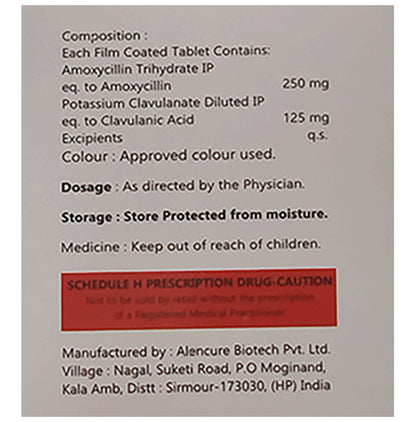 Composition :
Each Film Coated Tablet Contains:
Amoxycillin Trihydrate IP
eq. to Amoxycillin 250 mg
Potassium Clavulanate Diluted IP
eq. to Clavulanic Acid 125 mg
Excipients q.s.
Colour : Approved colour used.
Dosage : As directed by the Physician.
Storage : Store Protected from moisture.
Medicine : Keep out of reach of children.
SCHEDULE H PRESCRIPTION DRUG-CAUTION
Not to be sold by retail without the prescription
of a Registered Medical Practitioner.
Manufactured by : Alencure Biotech Pvt. Ltd.
Village : Nagal, Suketi Road, P.O Moginand,
Kala Amb, Distt : Sirmour-173030, (HP) India